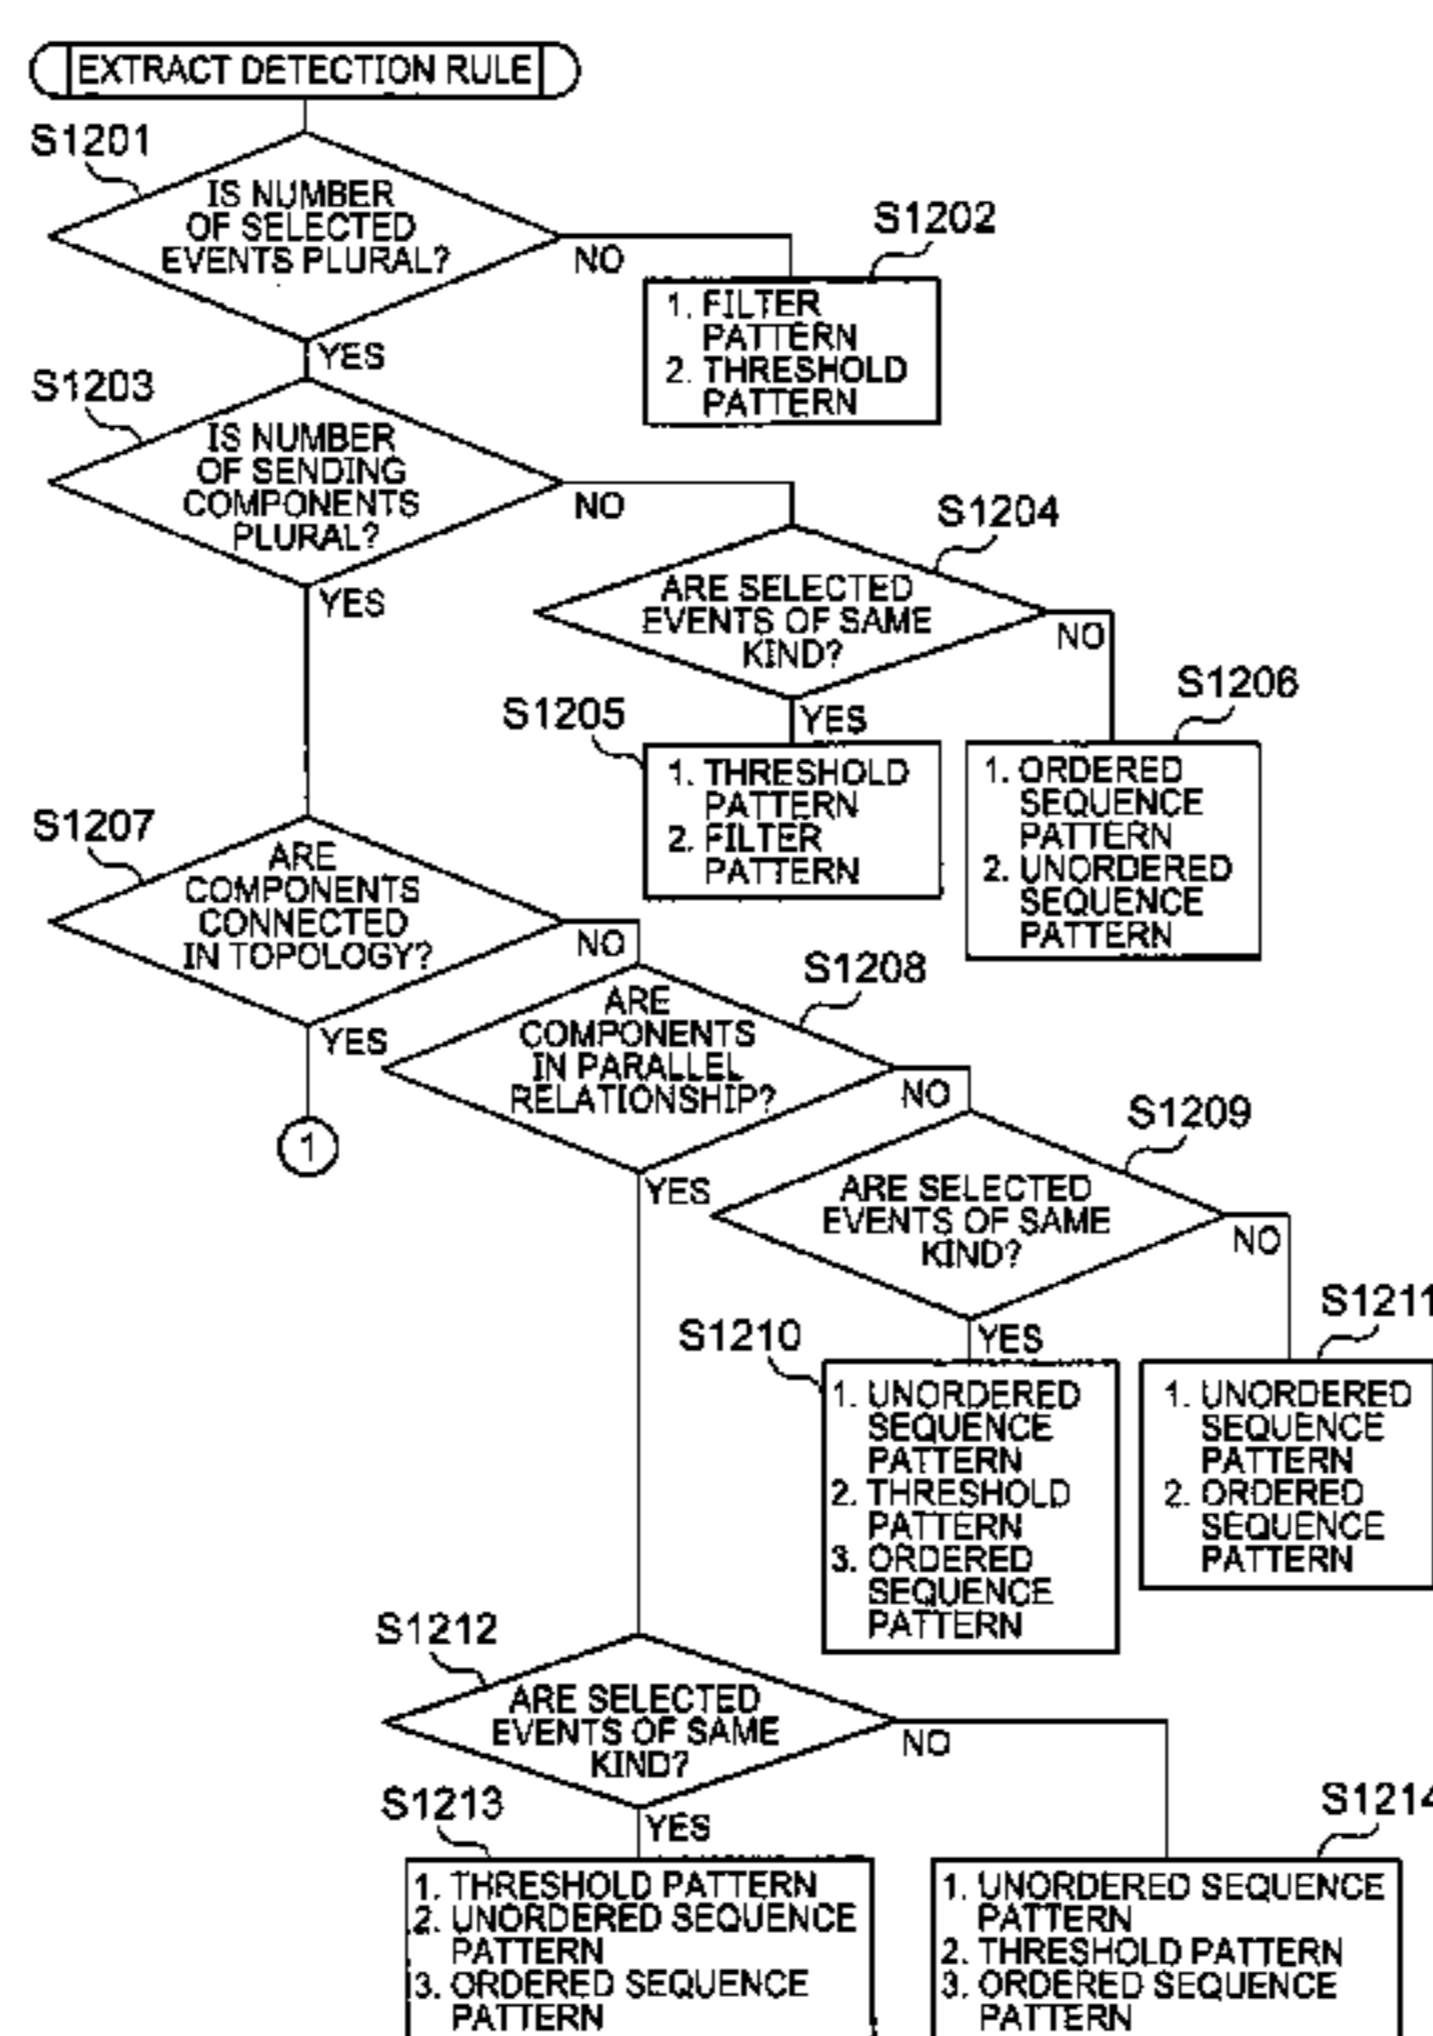 EXTRACT DETECTION RULE
S1201
IS NUMBER
OF SELECTED
EVENTS PLURAL?
NO
YES
S1202
1. FILTER
PATTERN
2. THRESHOLD
PATTERN
S1203
IS NUMBER
OF SENDING
COMPONENTS
PLURAL?
NO
YES
S1204
ARE SELECTED
EVENTS OF SAME
KIND?
NO
YES
S1205
1. THRESHOLD
PATTERN
2. FILTER
PATTERN
S1206
1. ORDERED
SEQUENCE
PATTERN
2. UNORDERED
SEQUENCE
PATTERN
S1207
ARE
COMPONENTS
CONNECTED
IN TOPOLOGY?
NO
YES
1
S1208
ARE
COMPONENTS
IN PARALLEL
RELATIONSHIP?
NO
YES
S1209
ARE SELECTED
EVENTS OF SAME
KIND?
NO
YES
S1210
1. UNORDERED
SEQUENCE
PATTERN
2. THRESHOLD
PATTERN
3. ORDERED
SEQUENCE
PATTERN
S1211
1. UNORDERED
SEQUENCE
PATTERN
2. ORDERED
SEQUENCE
PATTERN
S1212
ARE SELECTED
EVENTS OF SAME
KIND?
NO
YES
S1213
1. THRESHOLD PATTERN
2. UNORDERED SEQUENCE
PATTERN
3. ORDERED SEQUENCE
PATTERN
S1214
1. UNORDERED SEQUENCE
PATTERN
2. THRESHOLD PATTERN
3. ORDERED SEQUENCE
PATTERN